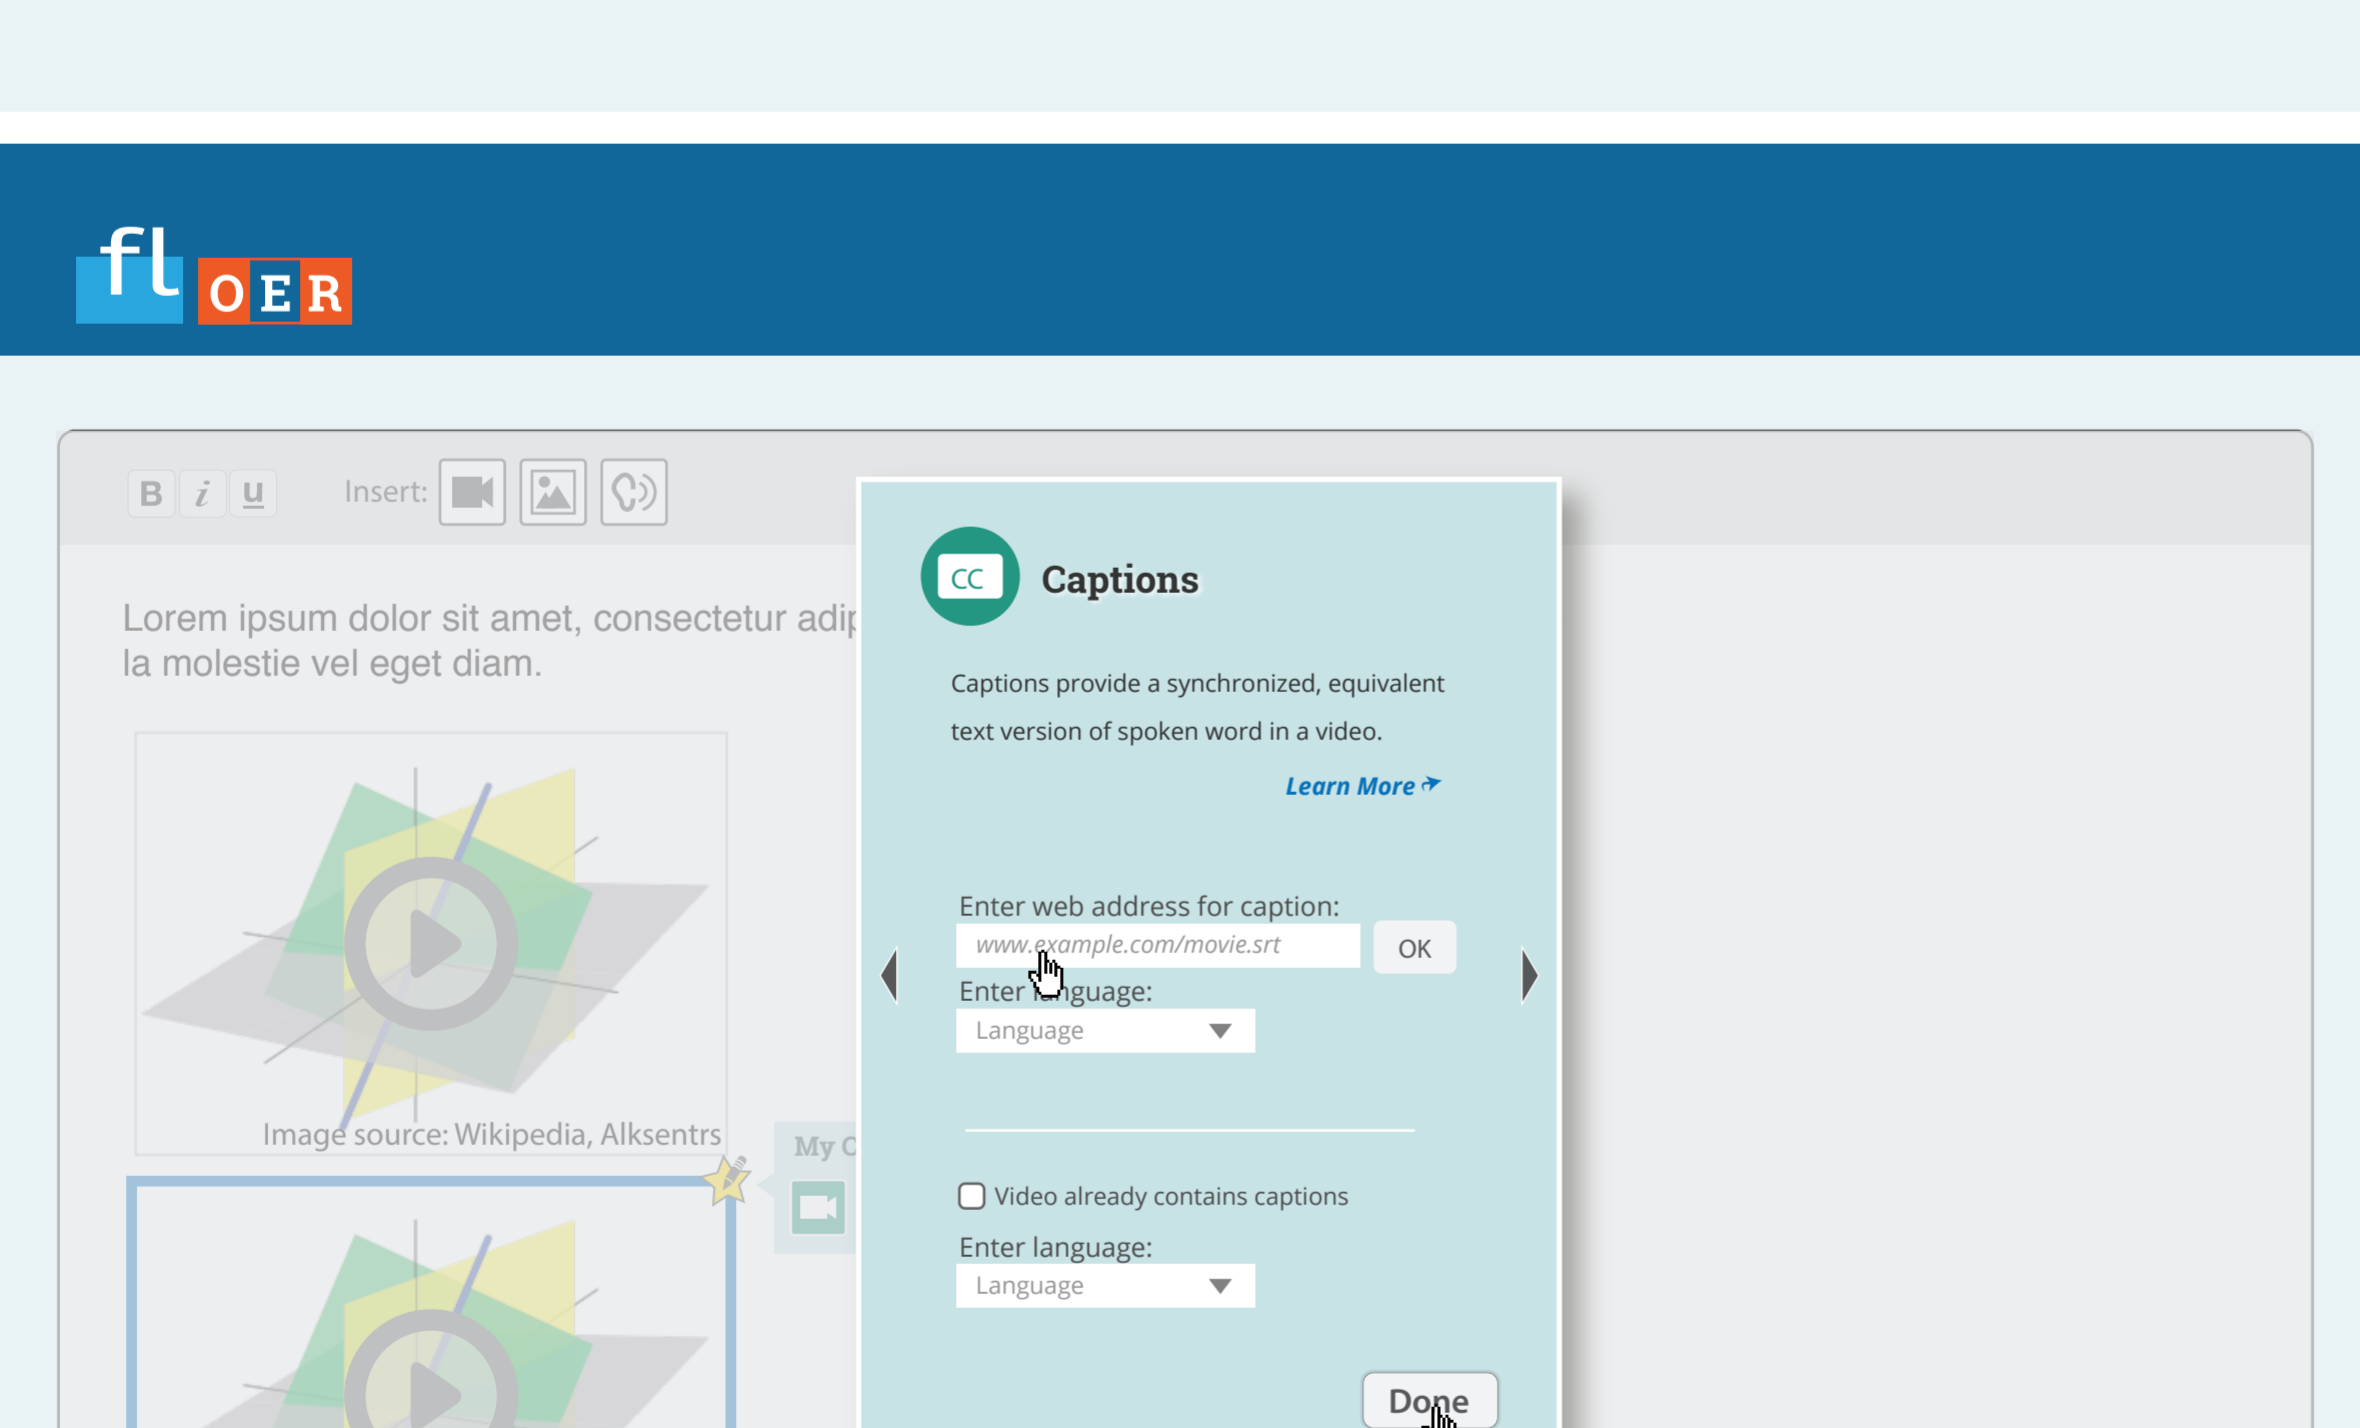 fl OER
B i u Insert:
CC Captions
Lorem ipsum dolor sit amet, consectetur
la molestie vel eget diam.
Captions provide a synchronized, equivalent
text version of spoken word in a video.
Learn More
Enter web address for caption:
www.example.com/movie.srt OK
Enter language:
Language
Image source: Wikipedia, Alksentrs
My
Video already contains captions
Enter language:
Language
Done